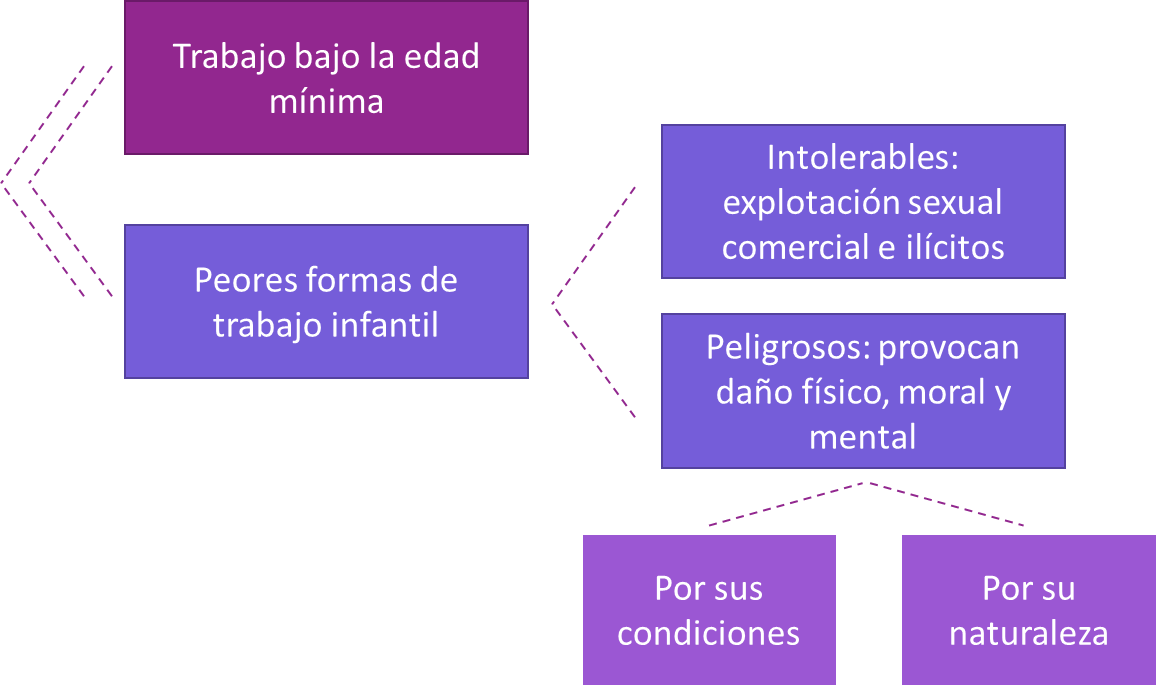 Trabajo bajo la edad
mínima
Peores formas de
trabajo infantil
Intolerables:
explotación sexual
comercial e ilícitos
Peligrosos: provocan
daño físico, moral y
mental
Por sus
condiciones
Por su
naturaleza